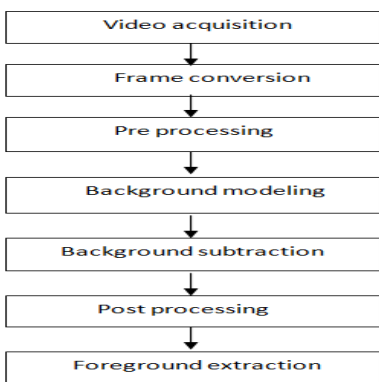 Video acquisition
Frame conversion
Pre processing
Background modeling
Background subtraction
Post processing
Foreground extraction